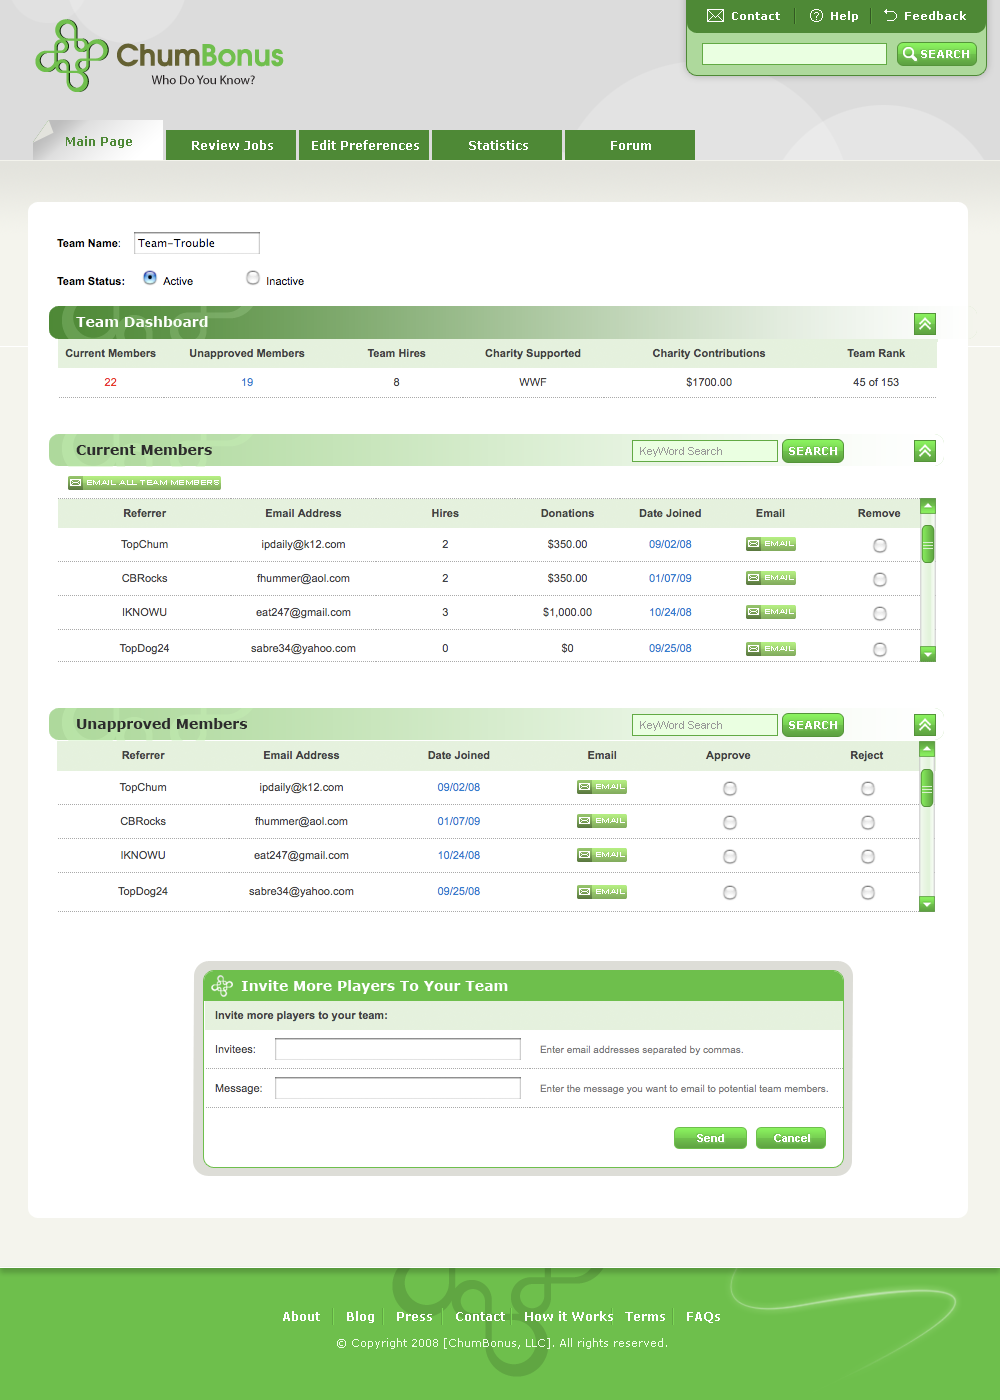 Contact Help Feedback
ChumBonus
Who Do You Know?
SEARCH
Main Page Review Jobs Edit Preferences Statistics Forum
Team Name: Team-Trouble
Team Status: Active Inactive
Team Dashboard
Current Members Unapproved Members Team Hires Charity Supported Charity Contributions Team Rank
22 19 8 WWF $1700.00 45 of 153
Current Members KeyWord Search SEARCH
EMAIL ALL TEAM MEMBERS
Referrer Email Address Hires Donations Date Joined Email Remove
TopChum ipdaily@k12.com 2 $350.00 09/02/08 EMAIL
CBRocks fhummer@aol.com 2 $350.00 01/07/09 EMAIL
IKNOWU eat247@gmail.com 3 $1,000.00 10/24/08 EMAIL
TopDog24 sabre34@yahoo.com 0 $0 09/25/08 EMAIL
Unapproved Members KeyWord Search SEARCH
Referrer Email Address Date Joined Email Approve Reject
TopChum ipdaily@k12.com 09/02/08 EMAIL
CBRocks fhummer@aol.com 01/07/09 EMAIL
IKNOWU eat247@gmail.com 10/24/08 EMAIL
TopDog24 sabre34@yahoo.com 09/25/08 EMAIL
Invite More Players To Your Team
Invite more players to your team:
Invitees: Enter email addresses separated by commas.
Message: Enter the message you want to email to potential team members.
Send Cancel
About Blog Press Contact How it Works Terms FAQs
© Copyright 2008 [ChumBonus, LLC]. All rights reserved.